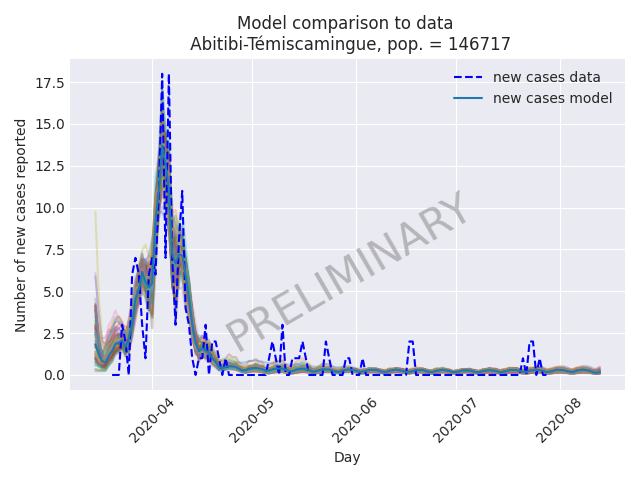 Model comparison to data
Abitibi-Témiscamingue, pop. = 146717
new cases data
new cases model
17.5
15.0
12.5
10.0
7.5
5.0
2.5
0.0
Number of new cases reported
PRELIMINARY
2020-04
2020-05
2020-06
2020-07
2020-08
Day